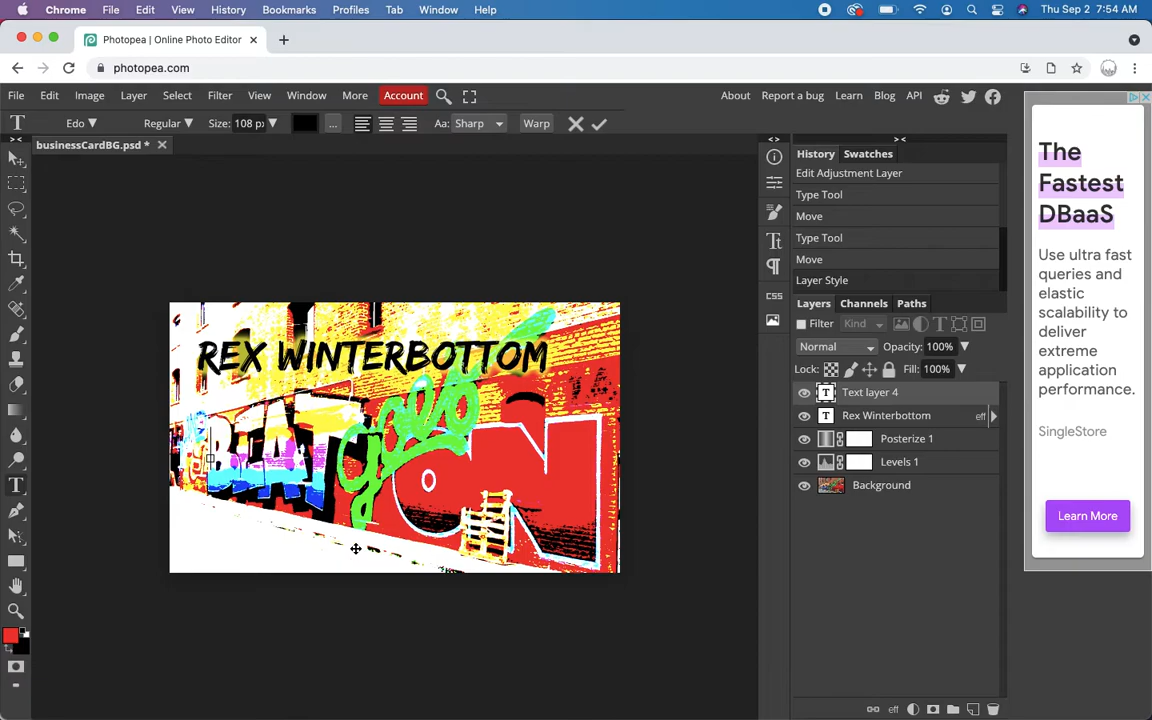 Chrome File Edit View History Bookmarks Profiles Tab Window Help Thu Sep 2 7:54 AM
Photopea | Online Photo Editor
photopea.com
File Edit Image Layer Select Filter View Window More Account About Report a bug Learn Blog API
Edo Regular Size: 108 p ... Aa: Sharp Warp
businessCardBG.psd *
History Swatches
Edit Adjustment Layer
Type Tool
Move
Type Tool
Move
Layer Style
Layers Channels Paths
Filter Kind
Normal Opacity: 100%
Lock: Fill: 100%
Text layer 4
Rex Winterbottom eff
Posterize 1
Levels 1
Background
eff
CSS
REX WINTERBOTTOM
The
Fastest
DBaaS
Use ultra fast
queries and
elastic
scalability to
deliver
extreme
application
performance.
SingleStore
Learn More